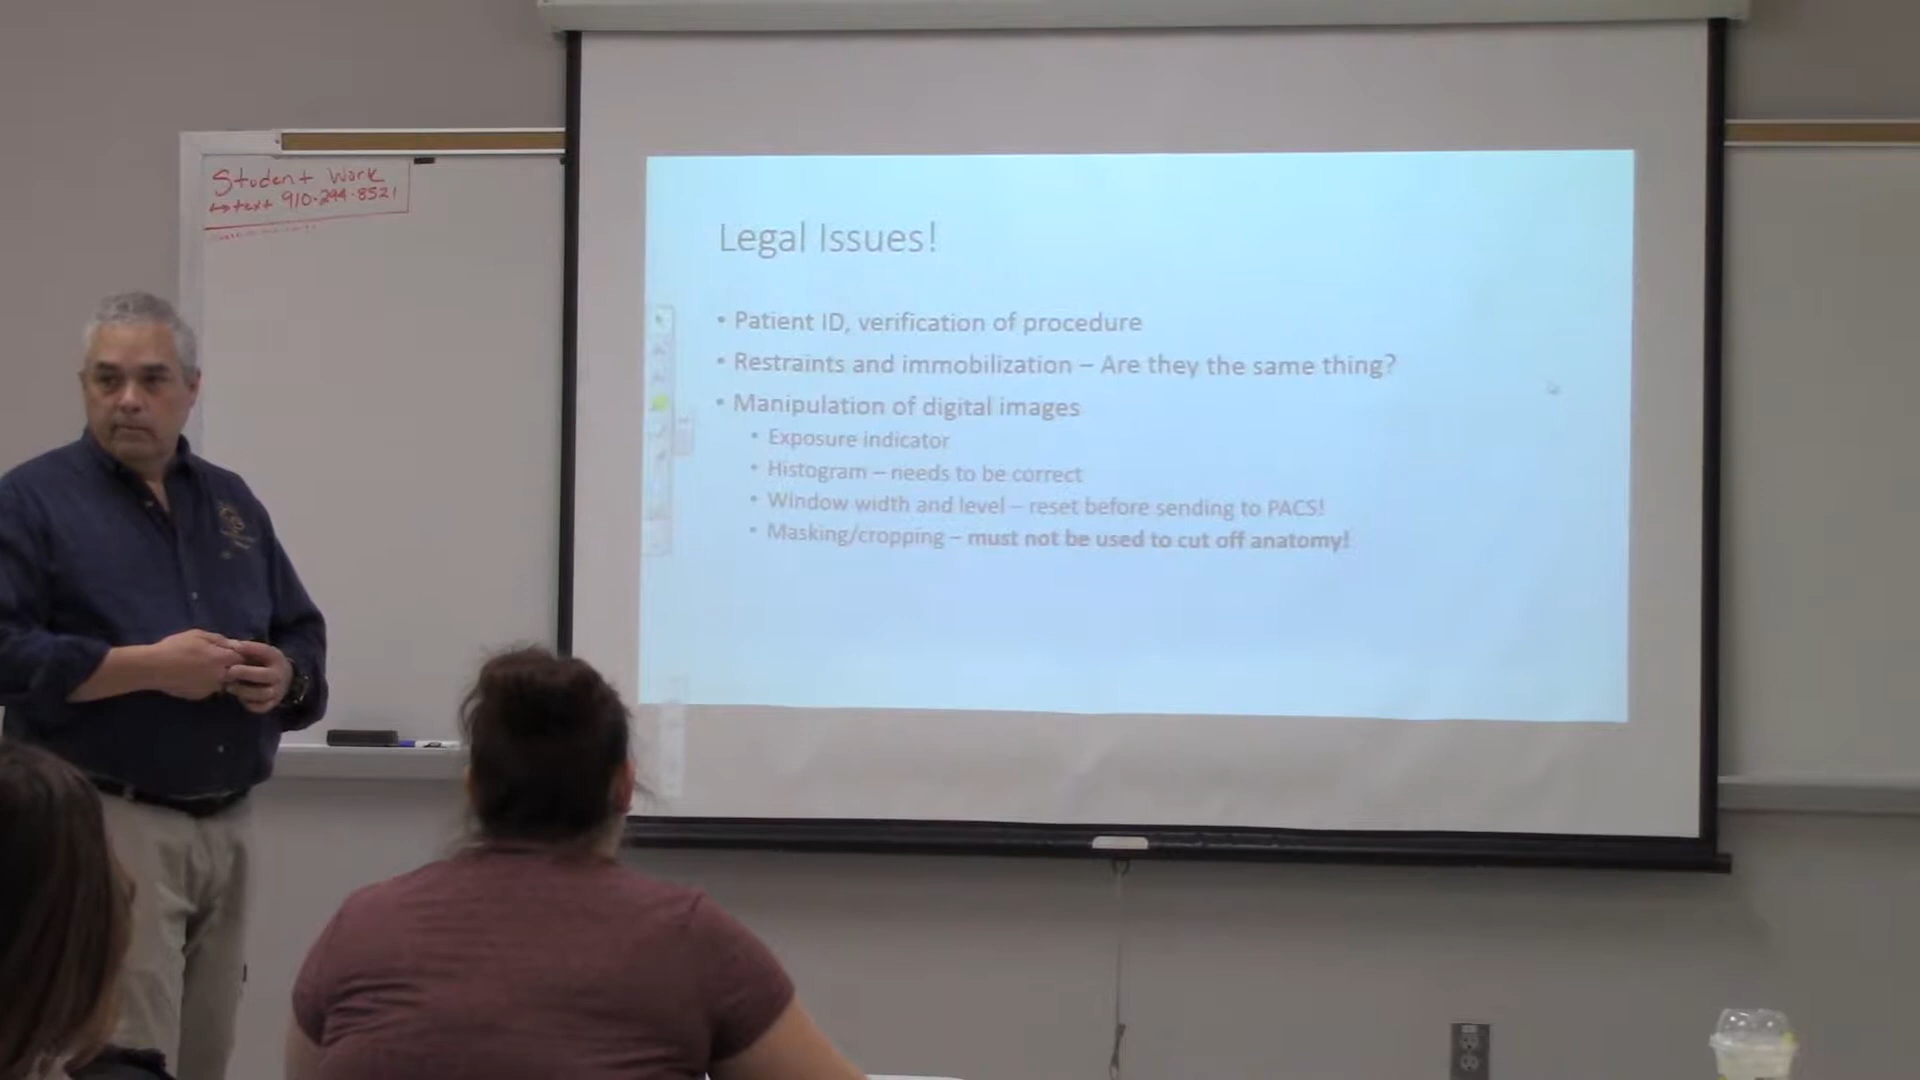 Student Work
↔ text 910-294-8521
Legal Issues!
• Patient ID, verification of procedure
• Restraints and immobilization – Are they the same thing?
• Manipulation of digital images
• Exposure indicator
• Histogram – needs to be correct
• Window width and level – reset before sending to PACS!
• Masking/cropping – must not be used to cut off anatomy!